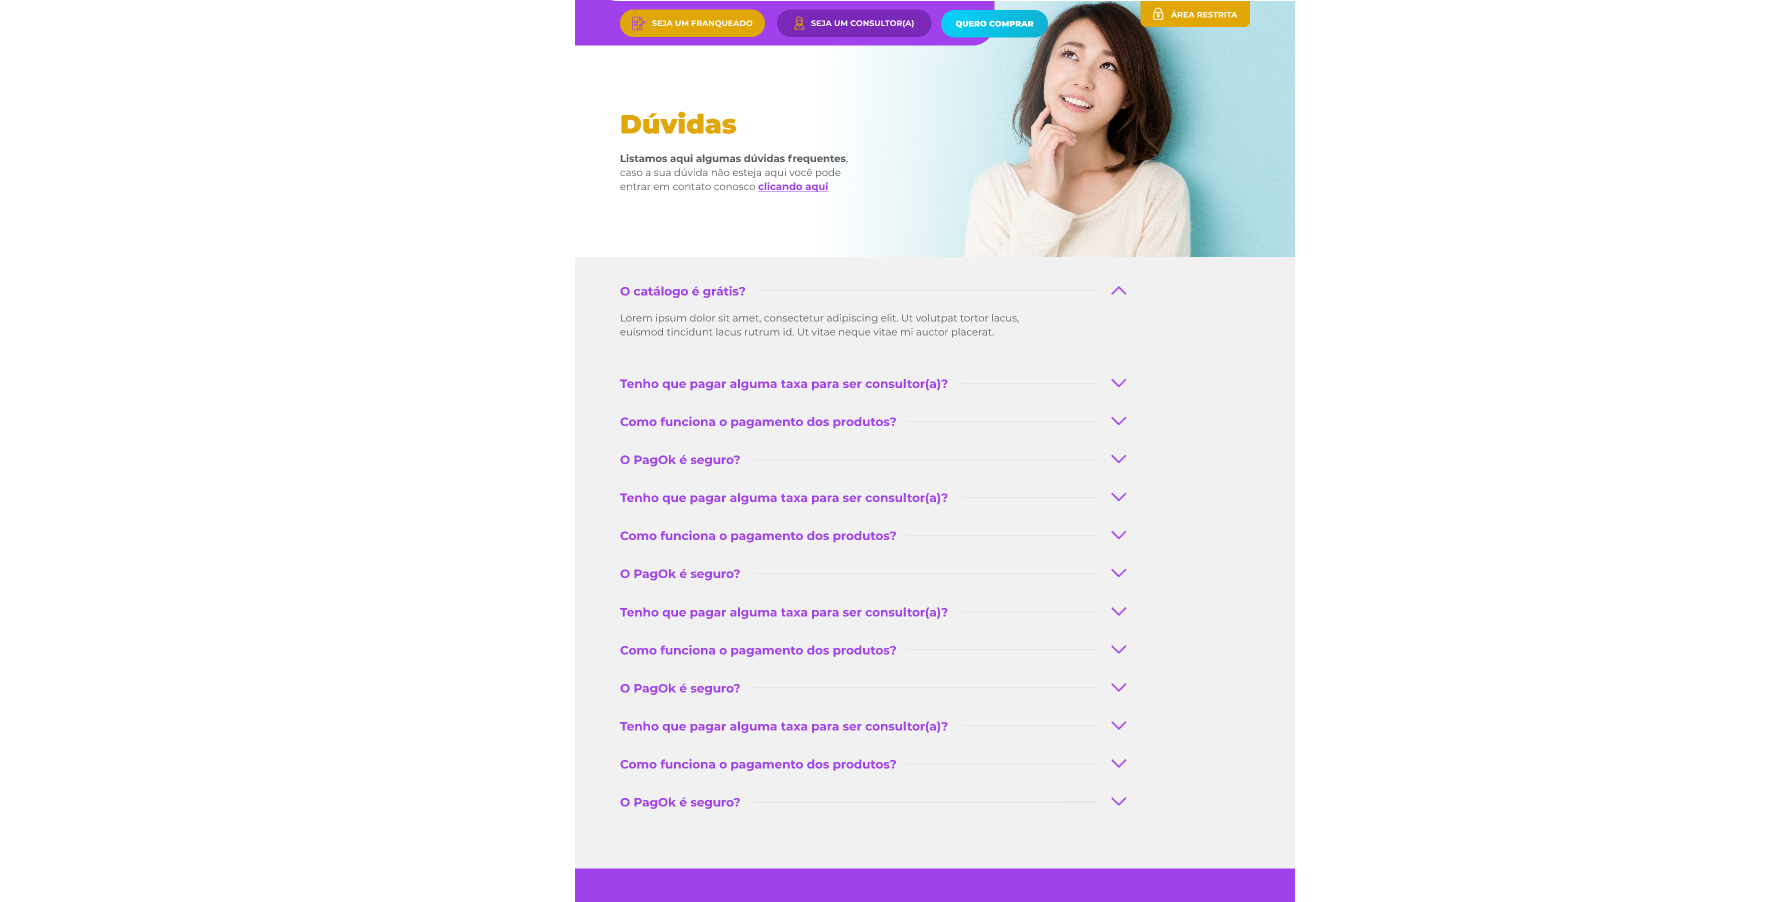 SEJA UM FRANQUEADO
SEJA UM CONSULTOR(A)
QUERO COMPRAR
ÁREA RESTRITA
Dúvidas
Listamos aqui algumas dúvidas frequentes,
caso a sua dúvida não esteja aqui você pode
entrar em contato conosco clicando aqui
O catálogo é grátis?
Lorem ipsum dolor sit amet, consectetur adipiscing elit. Ut volutpat tortor lacus,
euismod tincidunt lacus rutrum id. Ut vitae neque vitae mi auctor placerat.
Tenho que pagar alguma taxa para ser consultor(a)?
Como funciona o pagamento dos produtos?
O PagOk é seguro?
Tenho que pagar alguma taxa para ser consultor(a)?
Como funciona o pagamento dos produtos?
O PagOk é seguro?
Tenho que pagar alguma taxa para ser consultor(a)?
Como funciona o pagamento dos produtos?
O PagOk é seguro?
Tenho que pagar alguma taxa para ser consultor(a)?
Como funciona o pagamento dos produtos?
O PagOk é seguro?